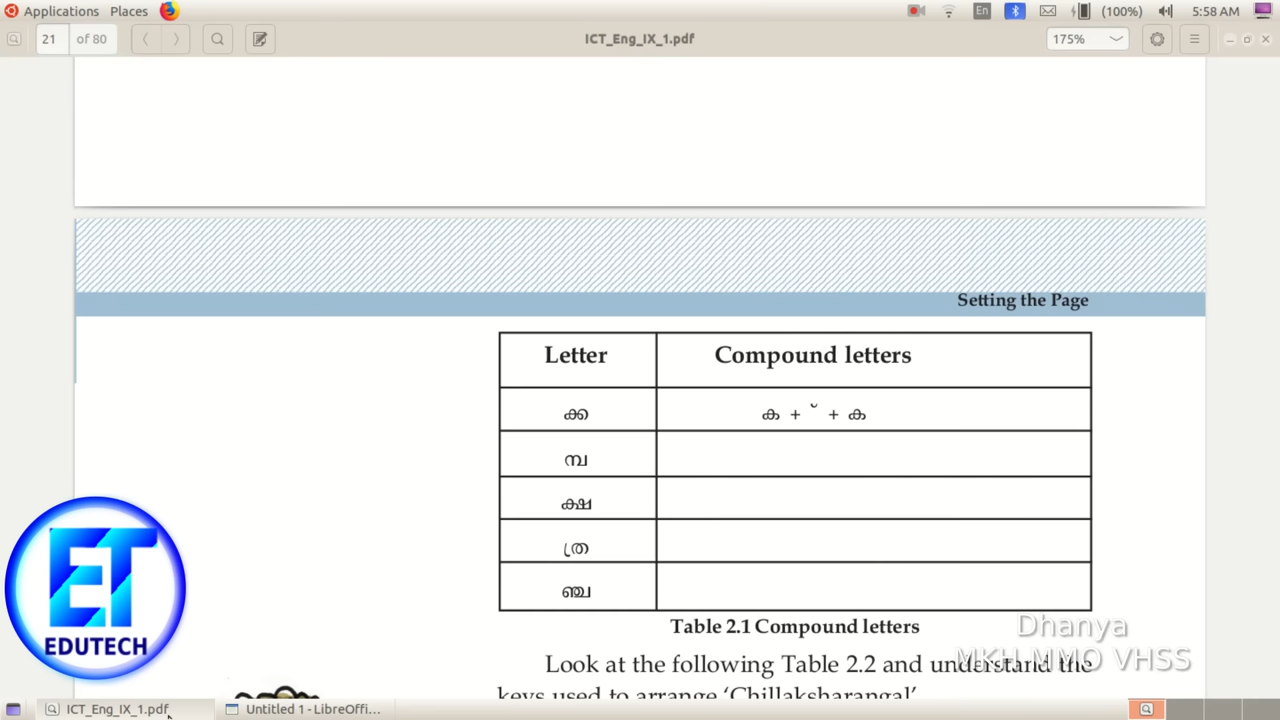 Applications Places En (100%) 5:58 AM
21 of 80 ICT_Eng_IX_1.pdf 175%
Setting the Page
Letter Compound letters
ക്ക ക + ് + ക
മ്പ
ക്ഷ
ത്ര
ഞ്ച
Table 2.1 Compound letters
Look at the following Table 2.2 and understand the
keys used to arrange ‘Chillaksharangal’
ET
EDUTECH
Dhanya
MKH MMO VHSS
ICT_Eng_IX_1.pdf Untitled 1 - LibreOffi...